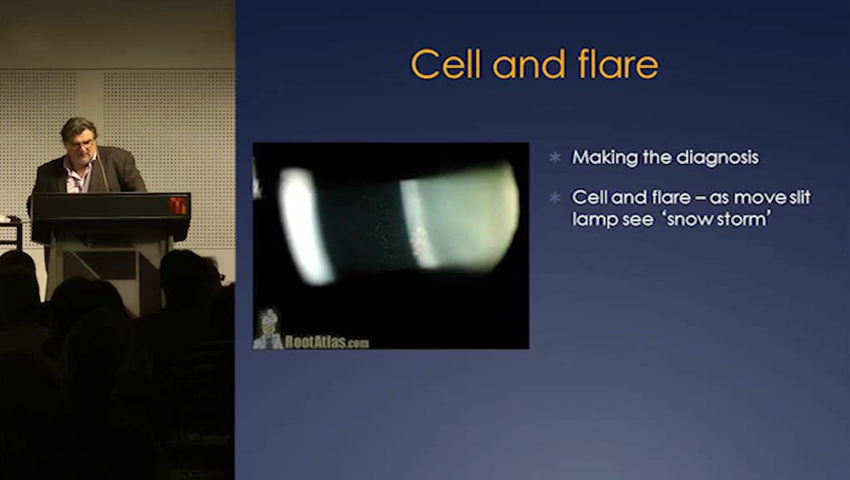 Cell and flare
Making the diagnosis
Cell and flare – as move slit
lamp see ‘snow storm’
RootAtlas.com